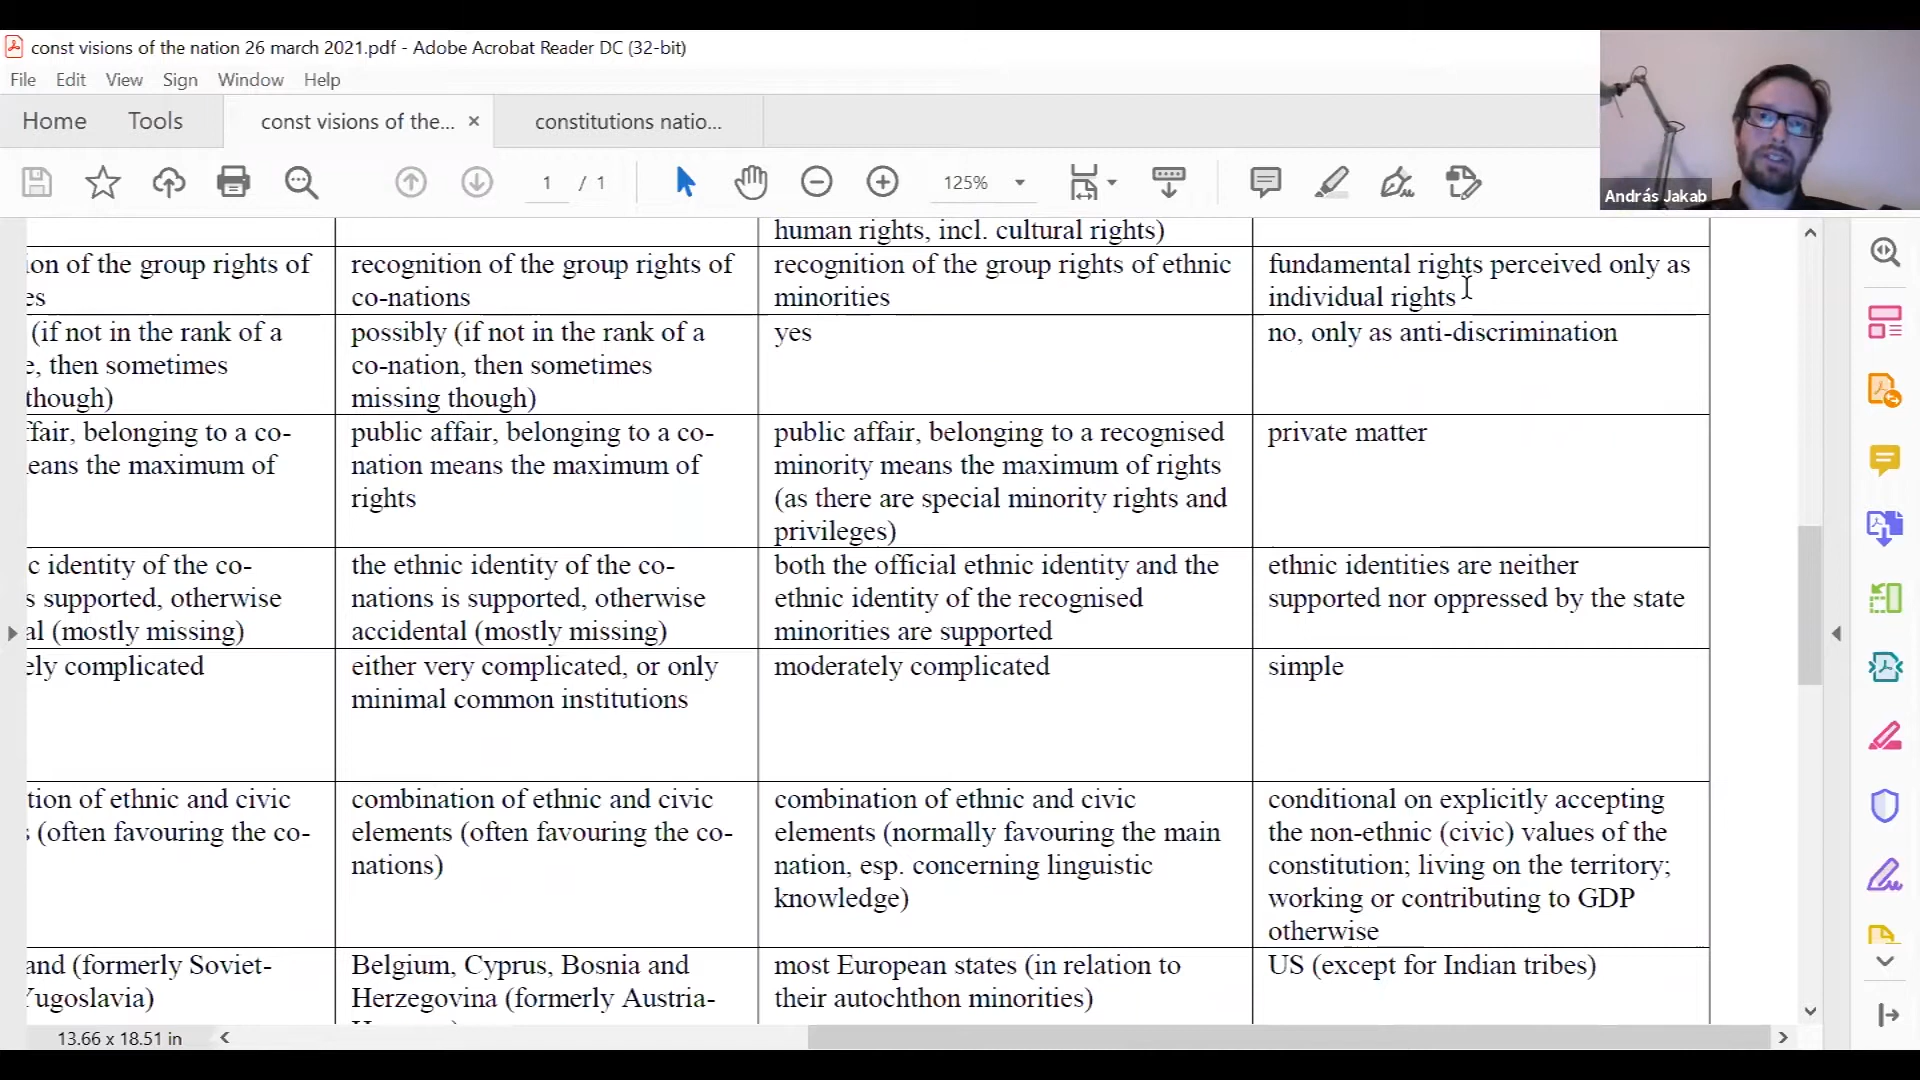 const visions of the nation 26 march 2021.pdf - Adobe Acrobat Reader DC (32-bit)
File Edit View Sign Window Help
Home Tools const visions of the... × constitutions natio...
1 / 1 125%
András Jakab
human rights, incl. cultural rights)
ion of the group rights of
es
recognition of the group rights of
co-nations
recognition of the group rights of ethnic
minorities
fundamental rights perceived only as
individual rights
(if not in the rank of a
e, then sometimes
though)
possibly (if not in the rank of a
co-nation, then sometimes
missing though)
yes
no, only as anti-discrimination
ffair, belonging to a co-
eans the maximum of
public affair, belonging to a co-
nation means the maximum of
rights
public affair, belonging to a recognised
minority means the maximum of rights
(as there are special minority rights and
privileges)
private matter
c identity of the co-
s supported, otherwise
al (mostly missing)
the ethnic identity of the co-
nations is supported, otherwise
accidental (mostly missing)
both the official ethnic identity and the
ethnic identity of the recognised
minorities are supported
ethnic identities are neither
supported nor oppressed by the state
ely complicated
either very complicated, or only
minimal common institutions
moderately complicated
simple
tion of ethnic and civic
(often favouring the co-
combination of ethnic and civic
elements (often favouring the co-
nations)
combination of ethnic and civic
elements (normally favouring the main
nation, esp. concerning linguistic
knowledge)
conditional on explicitly accepting
the non-ethnic (civic) values of the
constitution; living on the territory;
working or contributing to GDP
otherwise
and (formerly Soviet-
Yugoslavia)
Belgium, Cyprus, Bosnia and
Herzegovina (formerly Austria-
most European states (in relation to
their autochthon minorities)
US (except for Indian tribes)
13.66 x 18.51 in